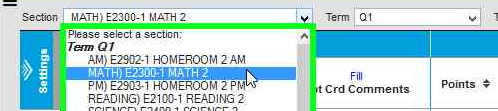 Section MATH) E2300-1 MATH 2 Term Q1
Please select a section:
Term Q1
AM) E2902-1 HOMEROOM 2 AM
MATH) E2300-1 MATH 2
PM) E2903-1 HOMEROOM 2 PM
READING) E2100-1 READING 2
Settings
Fill
Crd Comments
Points